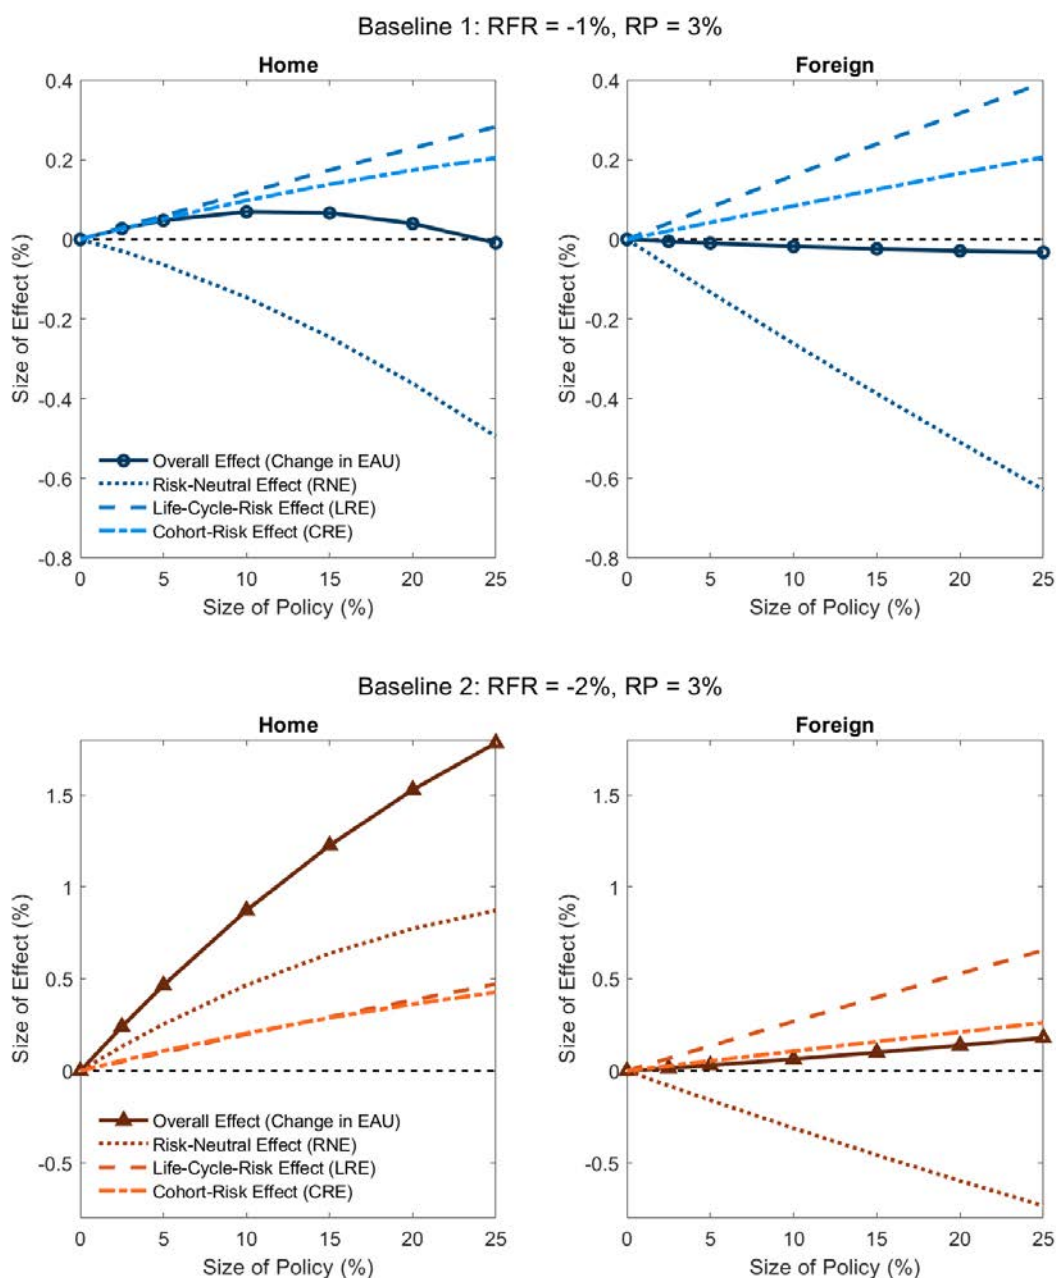 Baseline 1: RFR = -1%, RP = 3%
Home
Foreign
0.4
0.2
0
-0.2
-0.4
-0.6
-0.8
Size of Effect (%)
Overall Effect (Change in EAU)
Risk-Neutral Effect (RNE)
Life-Cycle-Risk Effect (LRE)
Cohort-Risk Effect (CRE)
0 5 10 15 20 25
Size of Policy (%)
0.4
0.2
0
-0.2
-0.4
-0.6
-0.8
Size of Effect (%)
0 5 10 15 20 25
Size of Policy (%)
Baseline 2: RFR = -2%, RP = 3%
Home
Foreign
1.5
1
0.5
0
-0.5
Size of Effect (%)
Overall Effect (Change in EAU)
Risk-Neutral Effect (RNE)
Life-Cycle-Risk Effect (LRE)
Cohort-Risk Effect (CRE)
0 5 10 15 20 25
Size of Policy (%)
1.5
1
0.5
0
-0.5
Size of Effect (%)
0 5 10 15 20 25
Size of Policy (%)